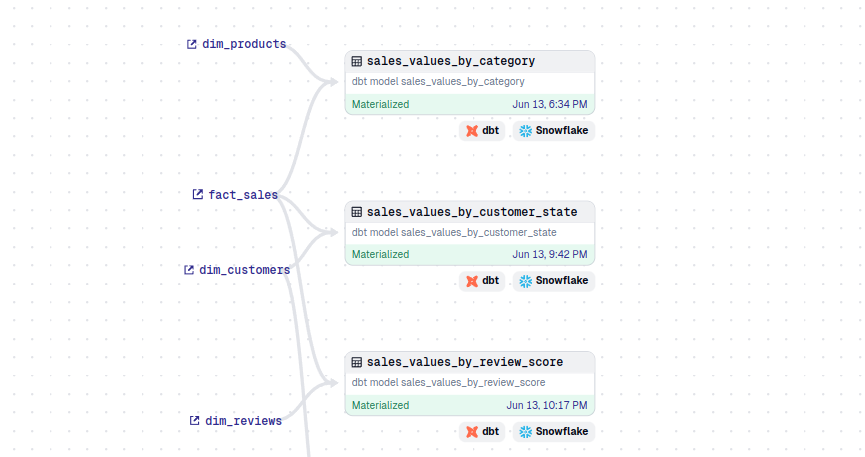 dim_products
sales_values_by_category
dbt model sales_values_by_category
Materialized Jun 13, 6:34 PM
dbt Snowflake
fact_sales
sales_values_by_customer_state
dbt model sales_values_by_customer_state
Materialized Jun 13, 9:42 PM
dim_customers
dbt Snowflake
sales_values_by_review_score
dbt model sales_values_by_review_score
Materialized Jun 13, 10:17 PM
dim_reviews
dbt Snowflake